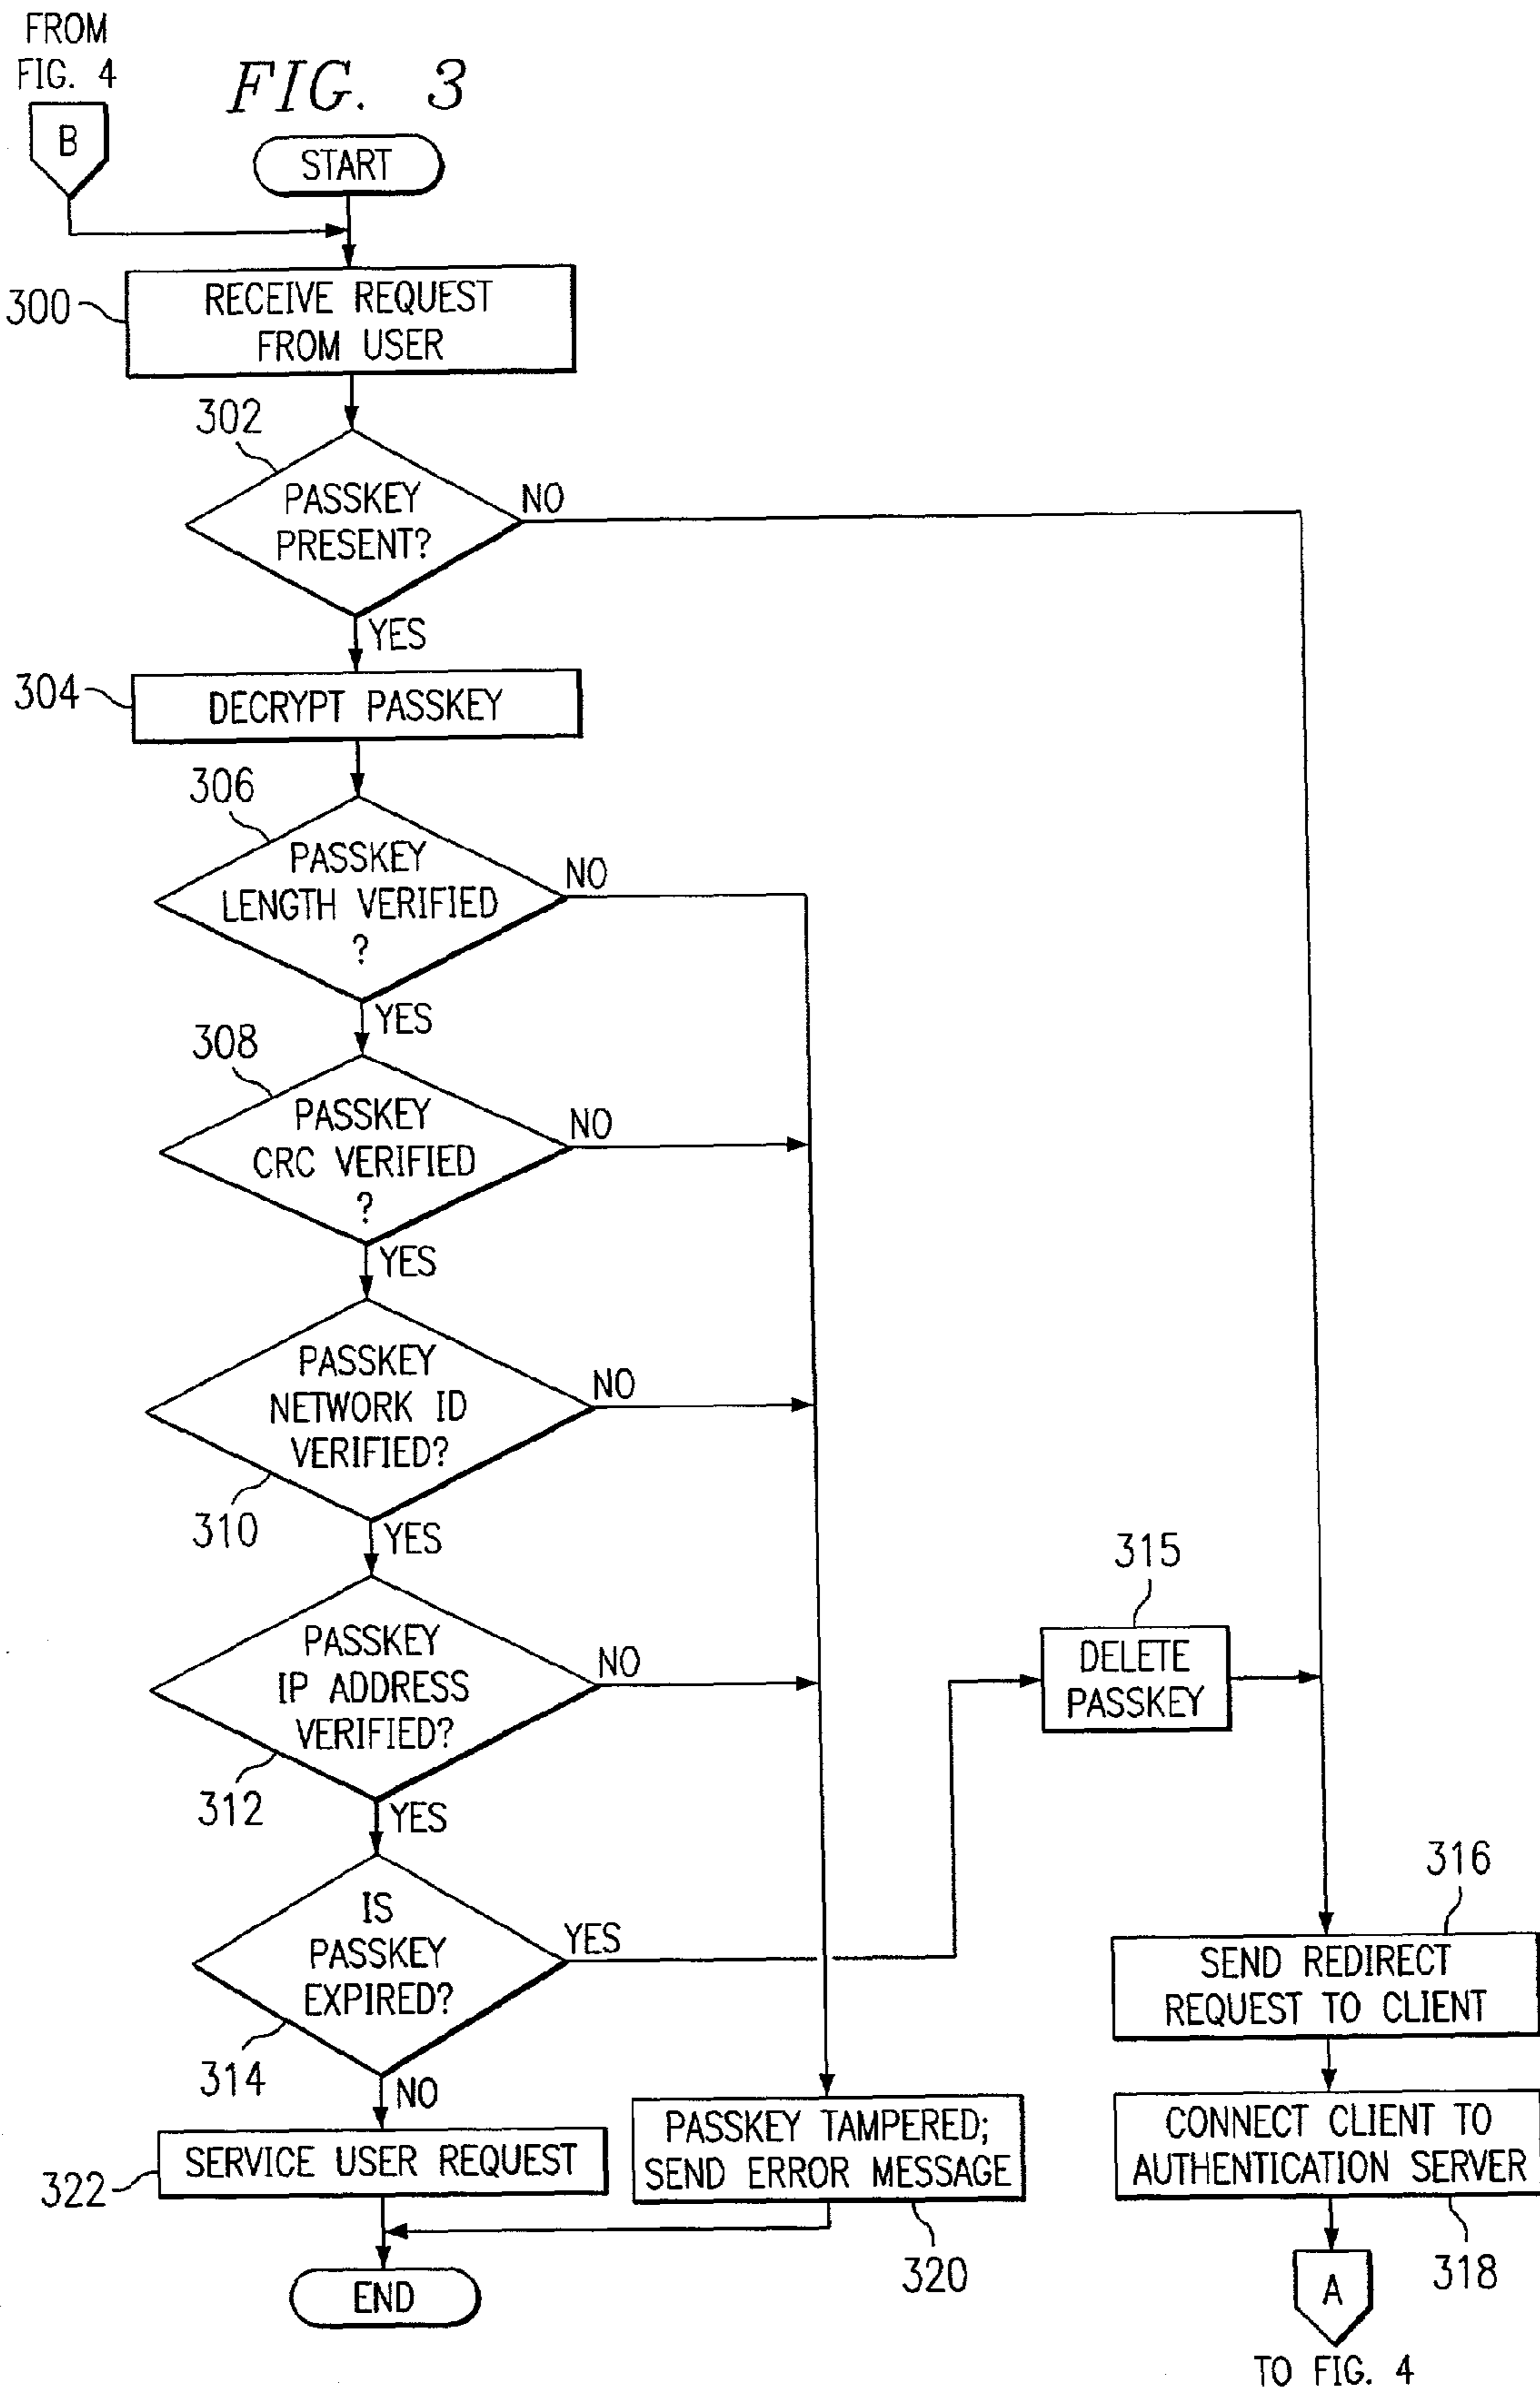 FROM
FIG. 4
B
FIG. 3
START
300
RECEIVE REQUEST
FROM USER
302
PASSKEY
PRESENT?
NO
YES
304
DECRYPT PASSKEY
306
PASSKEY
LENGTH VERIFIED
?
NO
YES
308
PASSKEY
CRC VERIFIED
?
NO
YES
PASSKEY
NETWORK ID
VERIFIED?
NO
310
YES
315
DELETE
PASSKEY
PASSKEY
IP ADDRESS
VERIFIED?
NO
312
YES
IS
PASSKEY
EXPIRED?
YES
314
NO
316
SEND REDIRECT
REQUEST TO CLIENT
SERVICE USER REQUEST
322
PASSKEY TAMPERED;
SEND ERROR MESSAGE
320
CONNECT CLIENT TO
AUTHENTICATION SERVER
318
END
A
TO FIG. 4